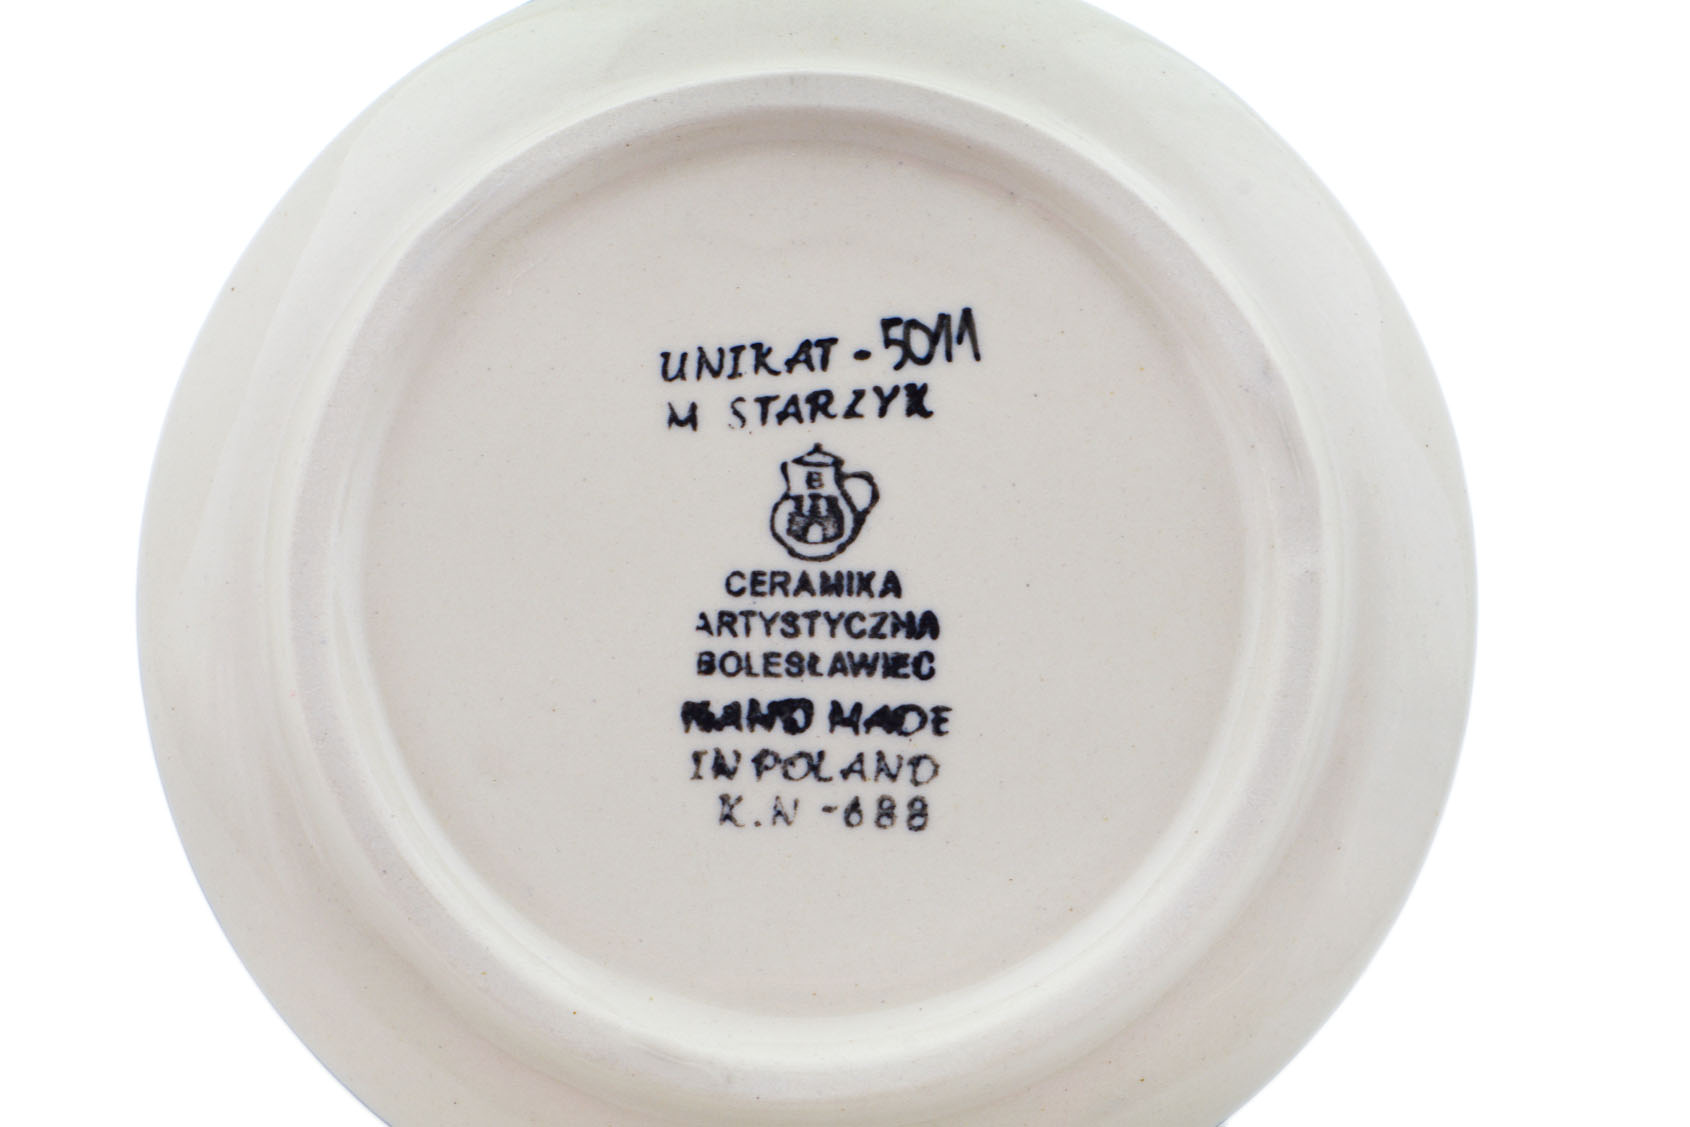 UNIKAT - 5011
M STARZYK
B
CERAMIKA
ARTYSTYCZNA
BOLESŁAWIEC
HAND MADE
IN POLAND
K.N - 688